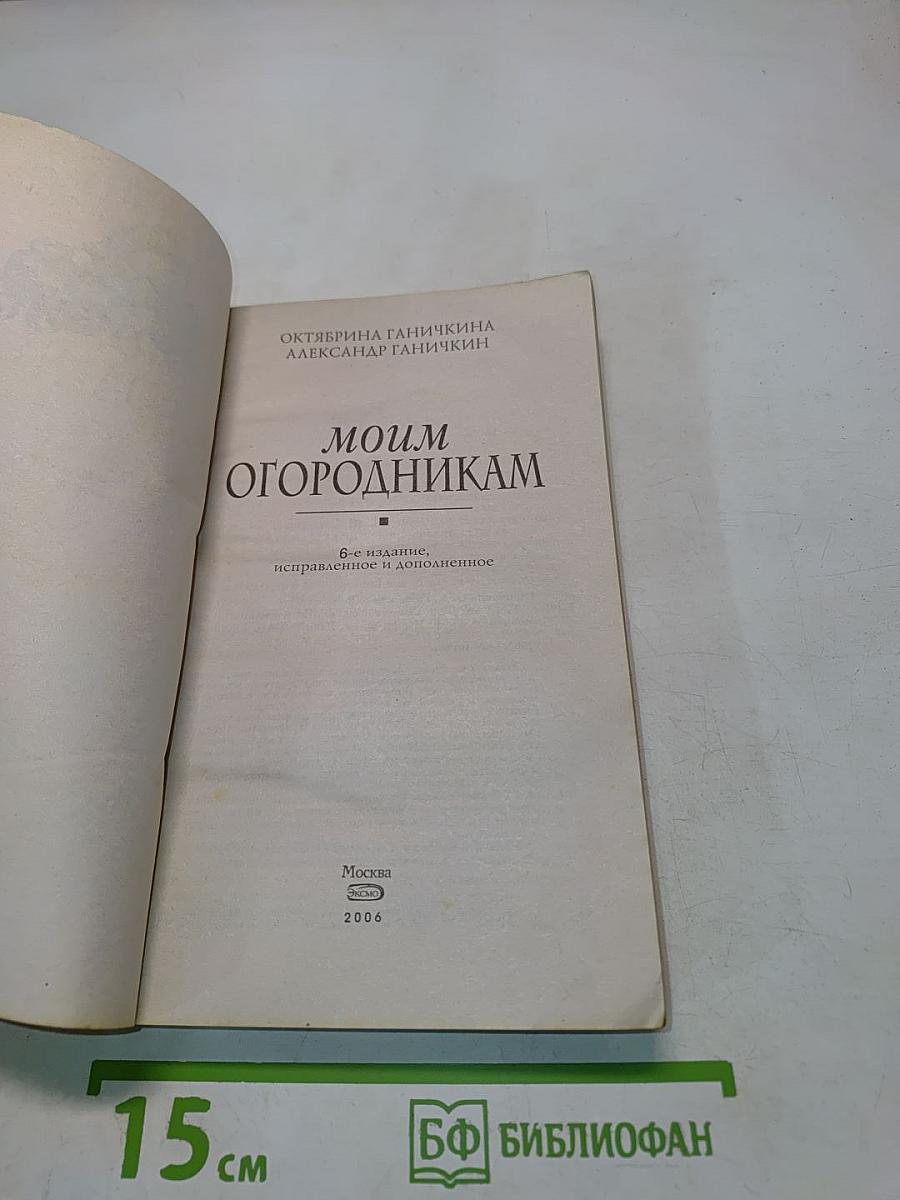 ОКТЯБРИНА ГАНИЧКИНА
АЛЕКСАНДР ГАНИЧКИН
МОИМ
ОГОРОДНИКАМ
6-е издание,
исправленное и дополненное
Москва
ЭКСМО
2006
15 см
БФ БИБЛИОФАН